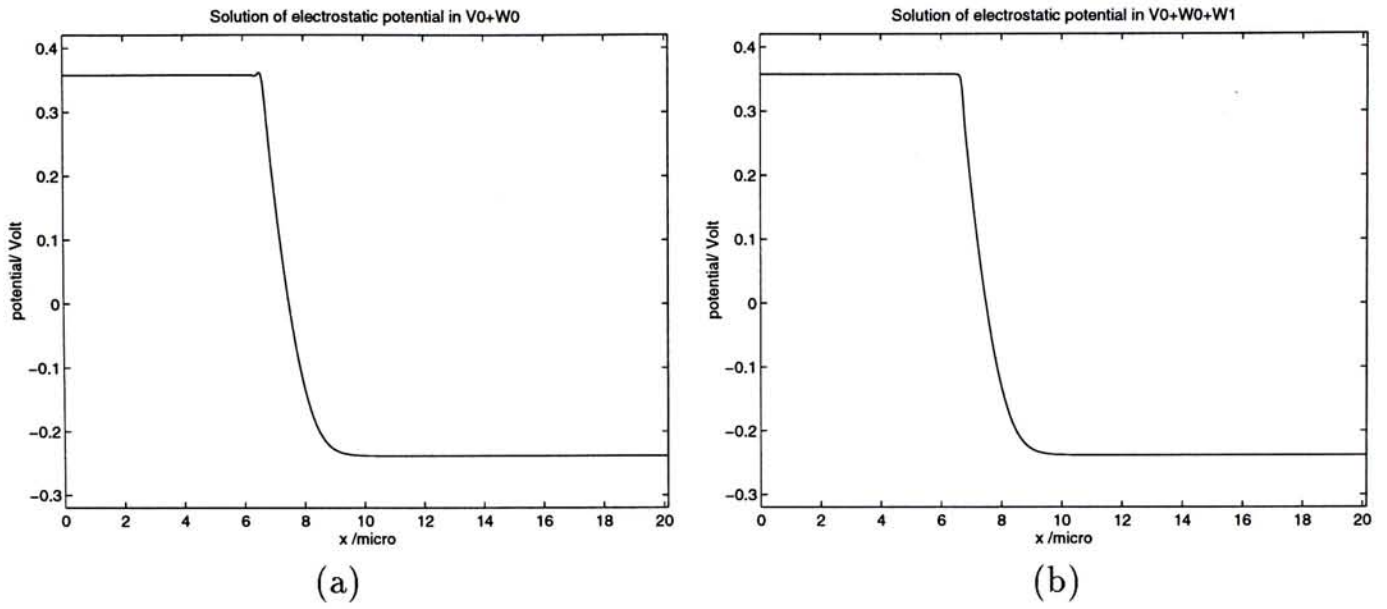 Solution of electrostatic potential in V0+W0
0.4
0.3
0.2
0.1
0
−0.1
−0.2
−0.3
potential/ Volt
0 2 4 6 8 10 12 14 16 18 20
x /micro
(a)
Solution of electrostatic potential in V0+W0+W1
0.4
0.3
0.2
0.1
0
−0.1
−0.2
−0.3
potential/ Volt
0 2 4 6 8 10 12 14 16 18 20
x /micro
(b)